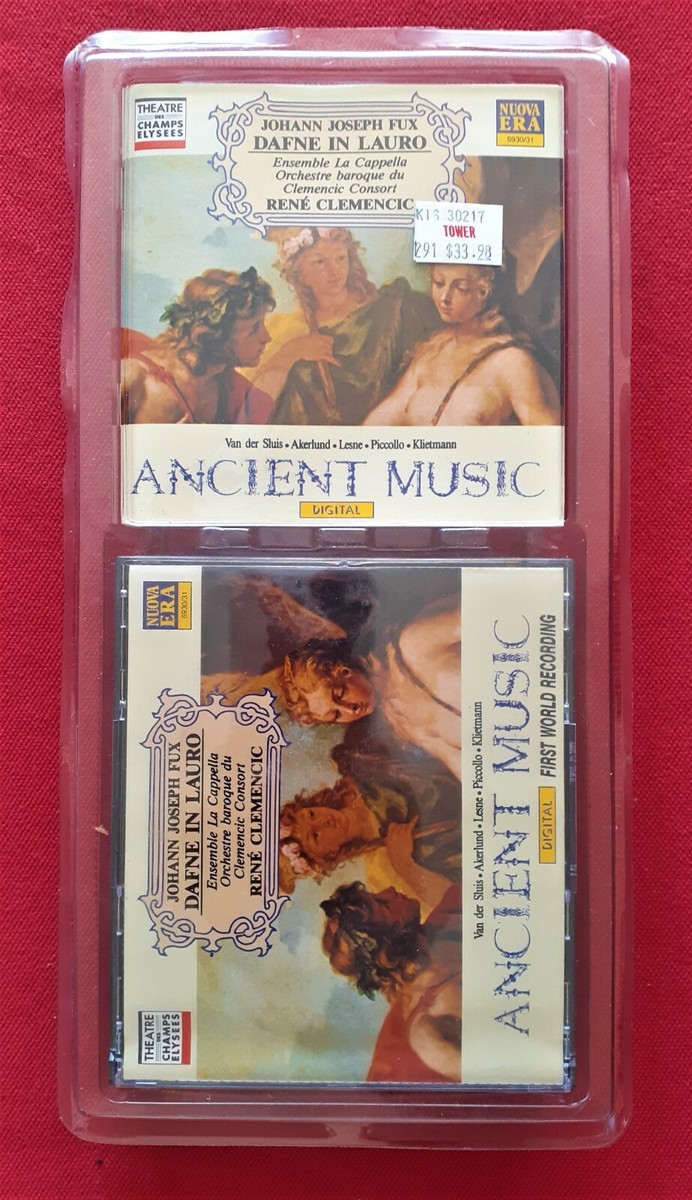 THEATRE
DES
CHAMPS
ELYSEES
JOHANN JOSEPH FUX
DAFNE IN LAURO
Ensemble La Cappella
Orchestre baroque du
Clemencic Consort
RENÉ CLEMENCIC
NUOVA
ERA
6930/31
K16 30217
TOWER
291 $33.98
Van der Sluis • Akerlund • Lesne • Piccollo • Klietmann
ANCIENT MUSIC
DIGITAL
NUOVA
ERA
6930/31
JOHANN JOSEPH FUX
DAFNE IN LAURO
Ensemble La Cappella
Orchestre baroque du
Clemencic Consort
RENÉ CLEMENCIC
THEATRE
DES
CHAMPS
ELYSEES
Van der Sluis • Akerlund • Lesne • Piccollo • Klietmann
ANCIENT MUSIC
DIGITAL FIRST WORLD RECORDING